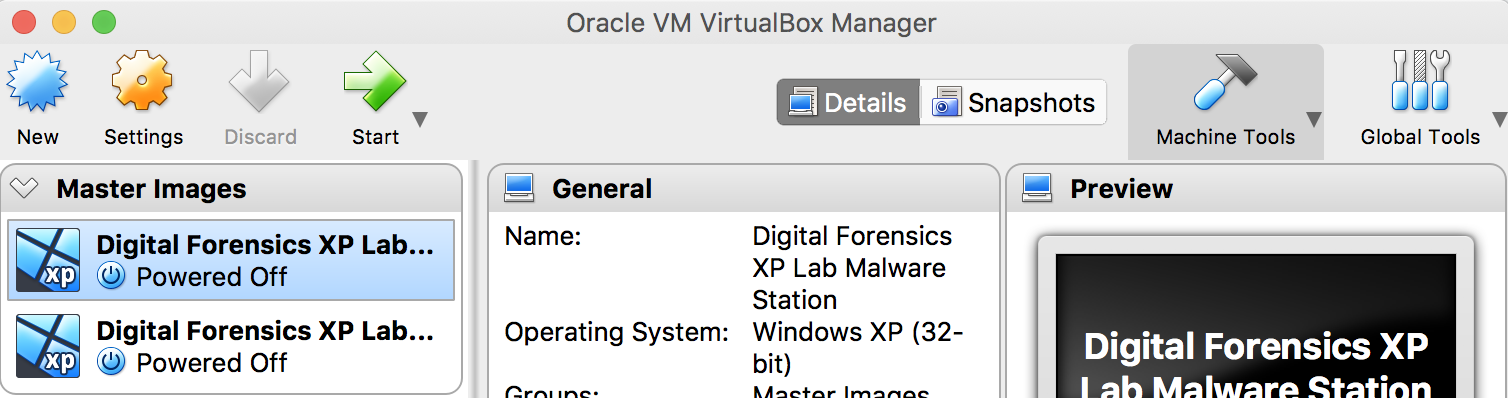 Oracle VM VirtualBox Manager
New
Settings
Discard
Start
Details
Snapshots
Machine Tools
Global Tools
Master Images
xp
Digital Forensics XP Lab...
Powered Off
xp
Digital Forensics XP Lab...
Powered Off
General
Name:
Digital Forensics
XP Lab Malware
Station
Operating System:
Windows XP (32-
bit)
Groups:
Master Images
Preview
Digital Forensics XP
Lab Malware Station